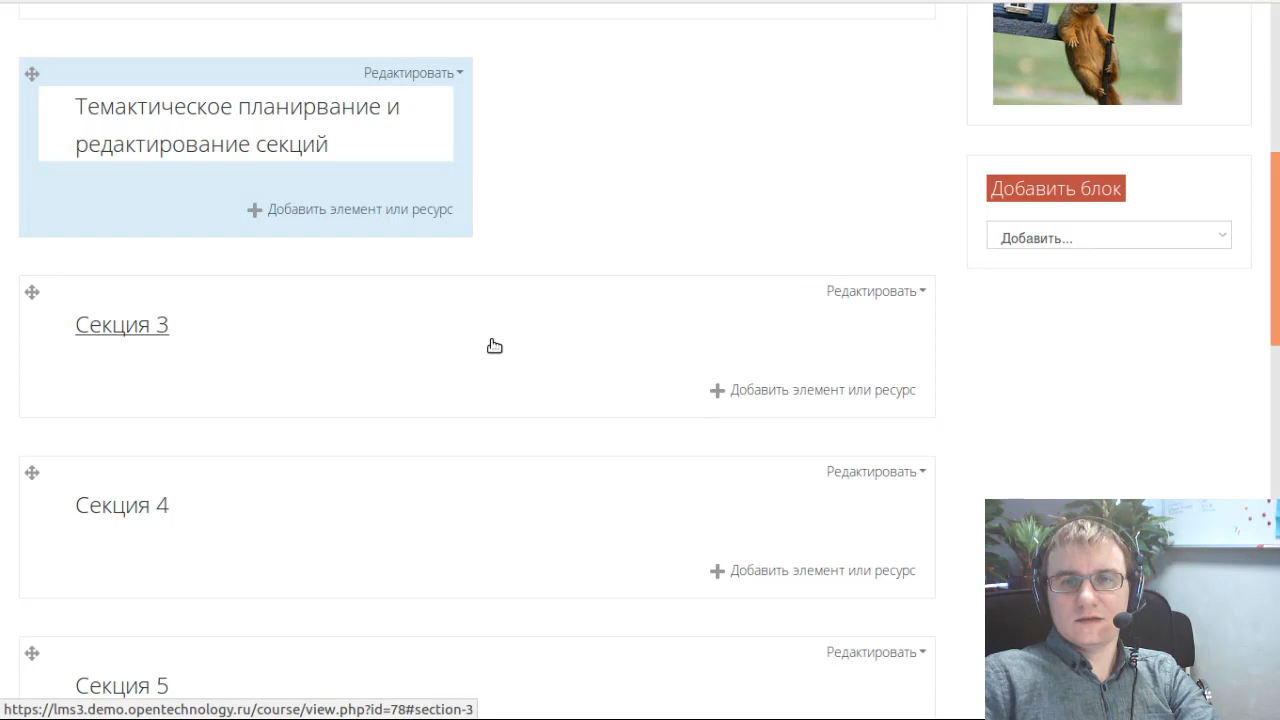 Редактировать
Темактическое планирвание и
редактирование секций
Добавить элемент или ресурс
Добавить блок
Добавить...
Редактировать
Секция 3
Добавить элемент или ресурс
Редактировать
Секция 4
Добавить элемент или ресурс
Редактировать
Секция 5
https://lms3.demo.opentechnology.ru/course/view.php?id=78#section-3